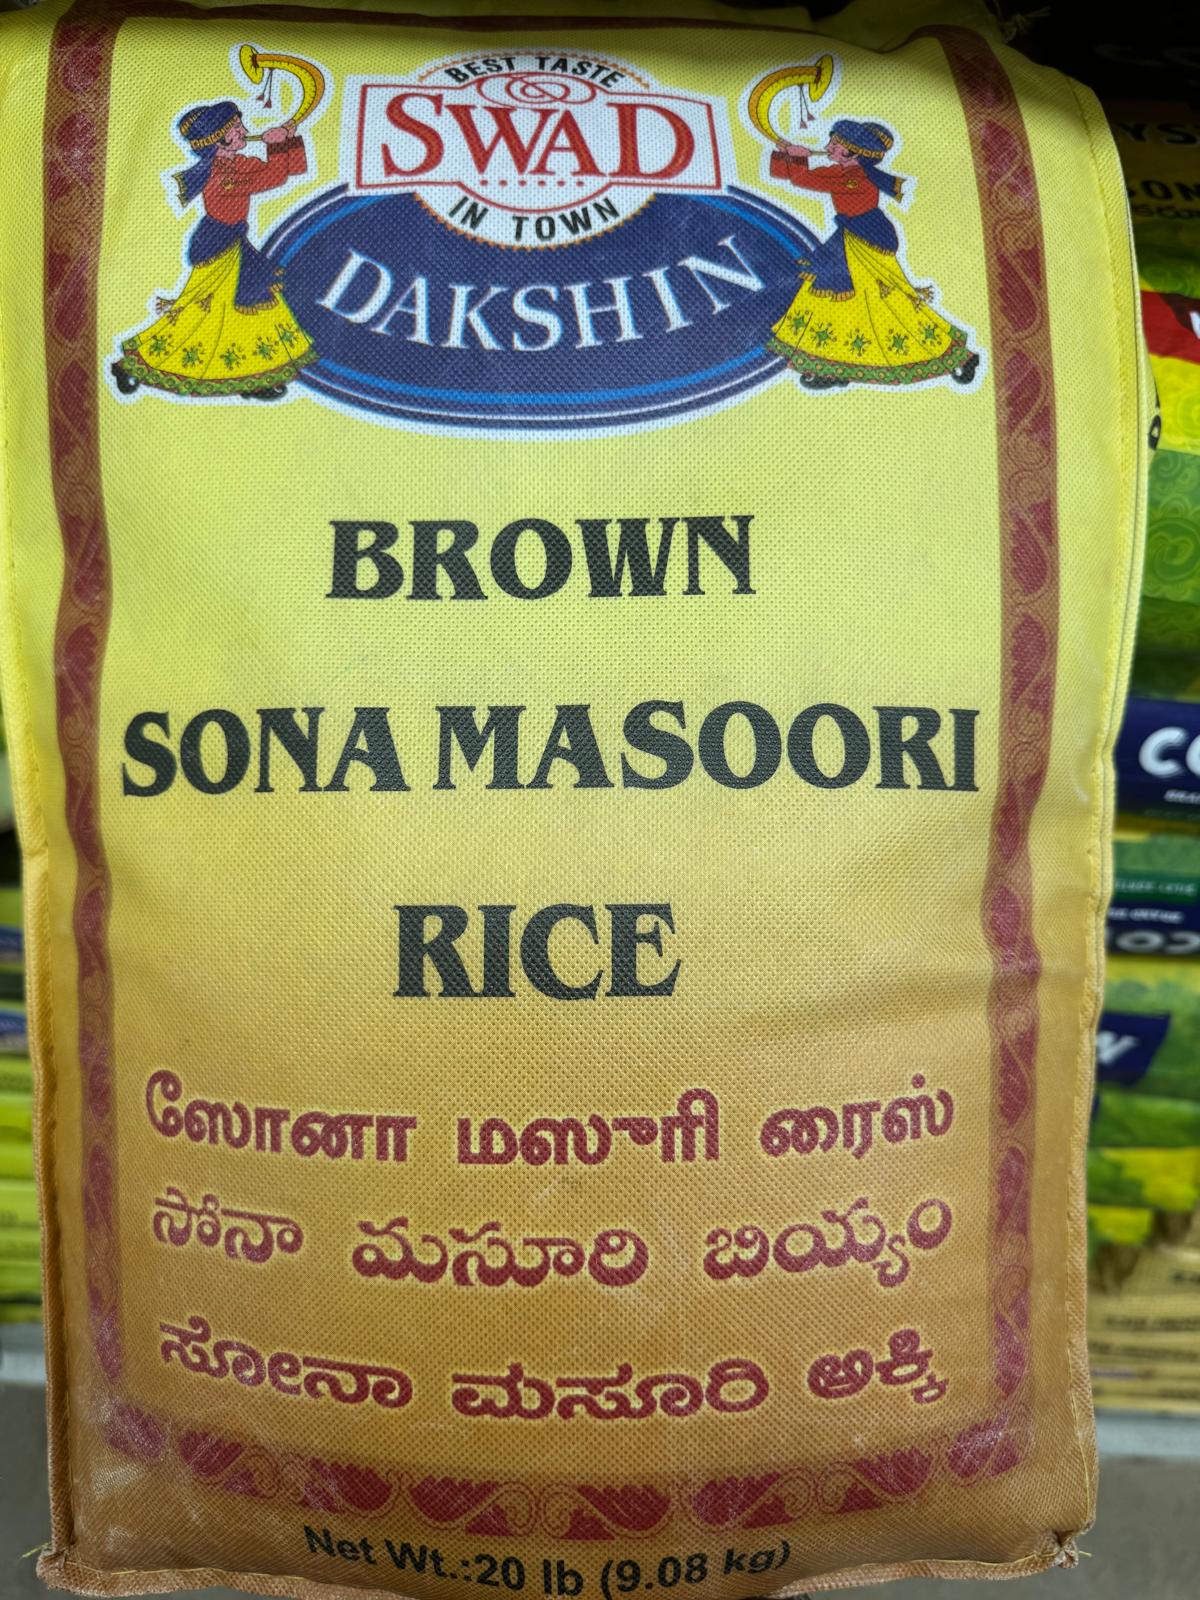 BEST TASTE
SWAD
IN TOWN
DAKSHIN
BROWN
SONA MASOORI
RICE
ஸோனா மஸுரி ரைஸ்
సోనా మసూరి బియ్యం
ಸೋನಾ ಮಸೂರಿ ಅಕ್ಕಿ
Net Wt.:20 lb (9.08 kg)